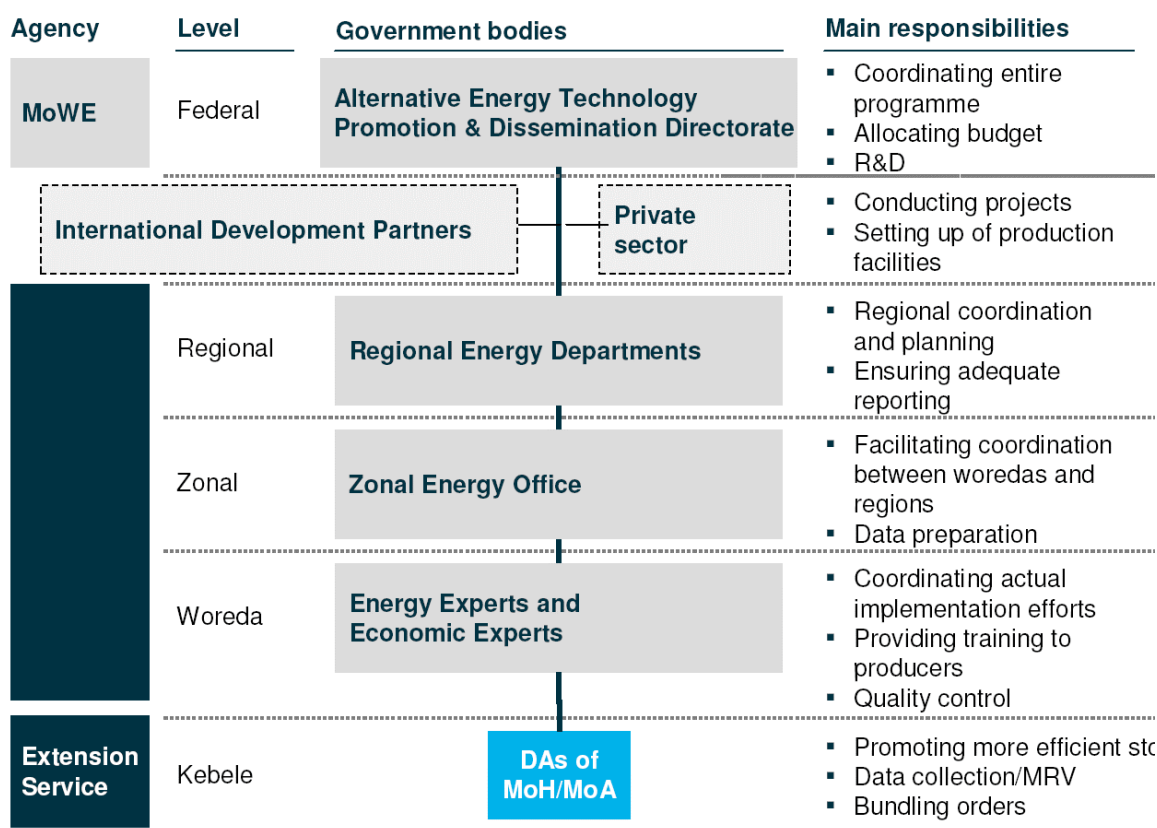 Agency Level Government bodies Main responsibilities
MoWE
Federal
Alternative Energy Technology
Promotion & Dissemination Directorate
▪ Coordinating entire
programme
▪ Allocating budget
▪ R&D
International Development Partners
Private
sector
▪ Conducting projects
▪ Setting up of production
facilities
Regional
Regional Energy Departments
▪ Regional coordination
and planning
▪ Ensuring adequate
reporting
Zonal
Zonal Energy Office
▪ Facilitating coordination
between woredas and
regions
▪ Data preparation
Woreda
Energy Experts and
Economic Experts
▪ Coordinating actual
implementation efforts
▪ Providing training to
producers
▪ Quality control
Extension
Service
Kebele
DAs of
MoH/MoA
▪ Promoting more efficient
▪ Data collection/MRV
▪ Bundling orders